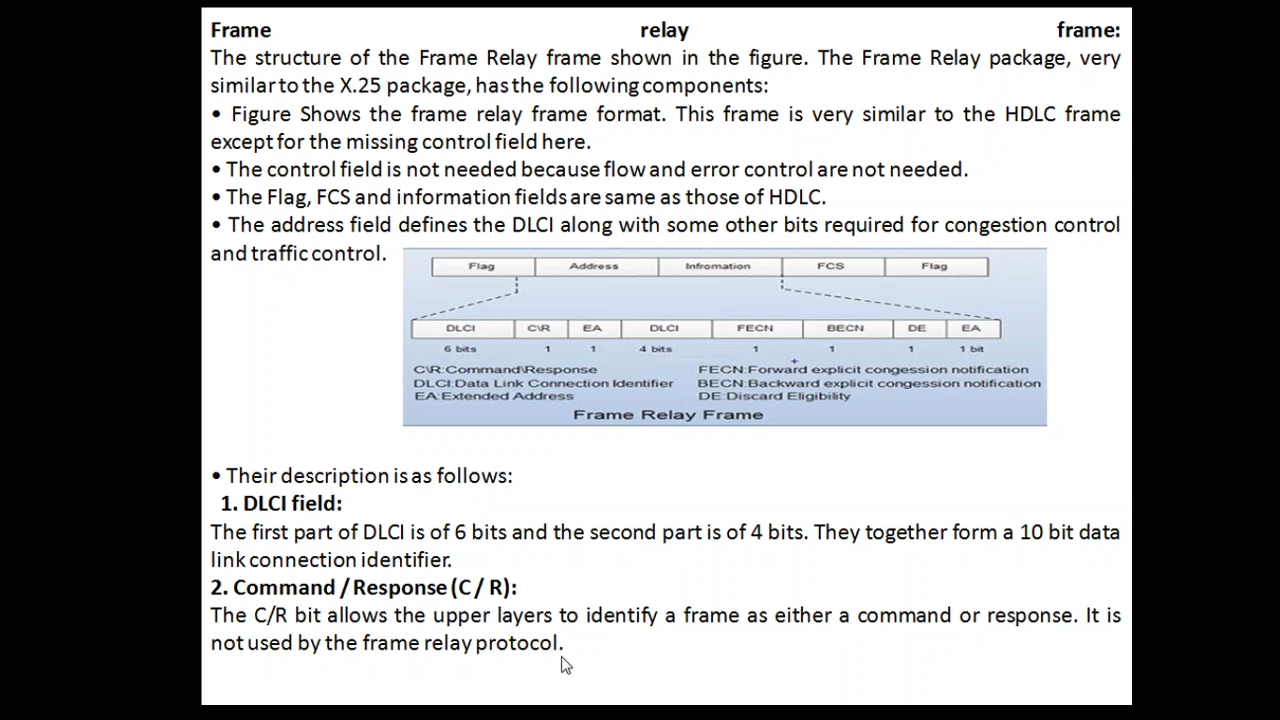 Frame relay frame:
The structure of the Frame Relay frame shown in the figure. The Frame Relay package, very
similar to the X.25 package, has the following components:
• Figure Shows the frame relay frame format. This frame is very similar to the HDLC frame
except for the missing control field here.
• The control field is not needed because flow and error control are not needed.
• The Flag, FCS and information fields are same as those of HDLC.
• The address field defines the DLCI along with some other bits required for congestion control
and traffic control.
Flag Address Infromation FCS Flag
DLCI C\R EA DLCI FECN BECN DE EA
6 bits 1 1 4 bits 1 1 1 1 bit
C\R:Command\Response FECN:Forward explicit congession notification
DLCI:Data Link Connection Identifier BECN:Backward explicit congession notification
EA:Extended Address DE:Discard Eligibility
Frame Relay Frame
• Their description is as follows:
1. DLCI field:
The first part of DLCI is of 6 bits and the second part is of 4 bits. They together form a 10 bit data
link connection identifier.
2. Command / Response (C / R):
The C/R bit allows the upper layers to identify a frame as either a command or response. It is
not used by the frame relay protocol.